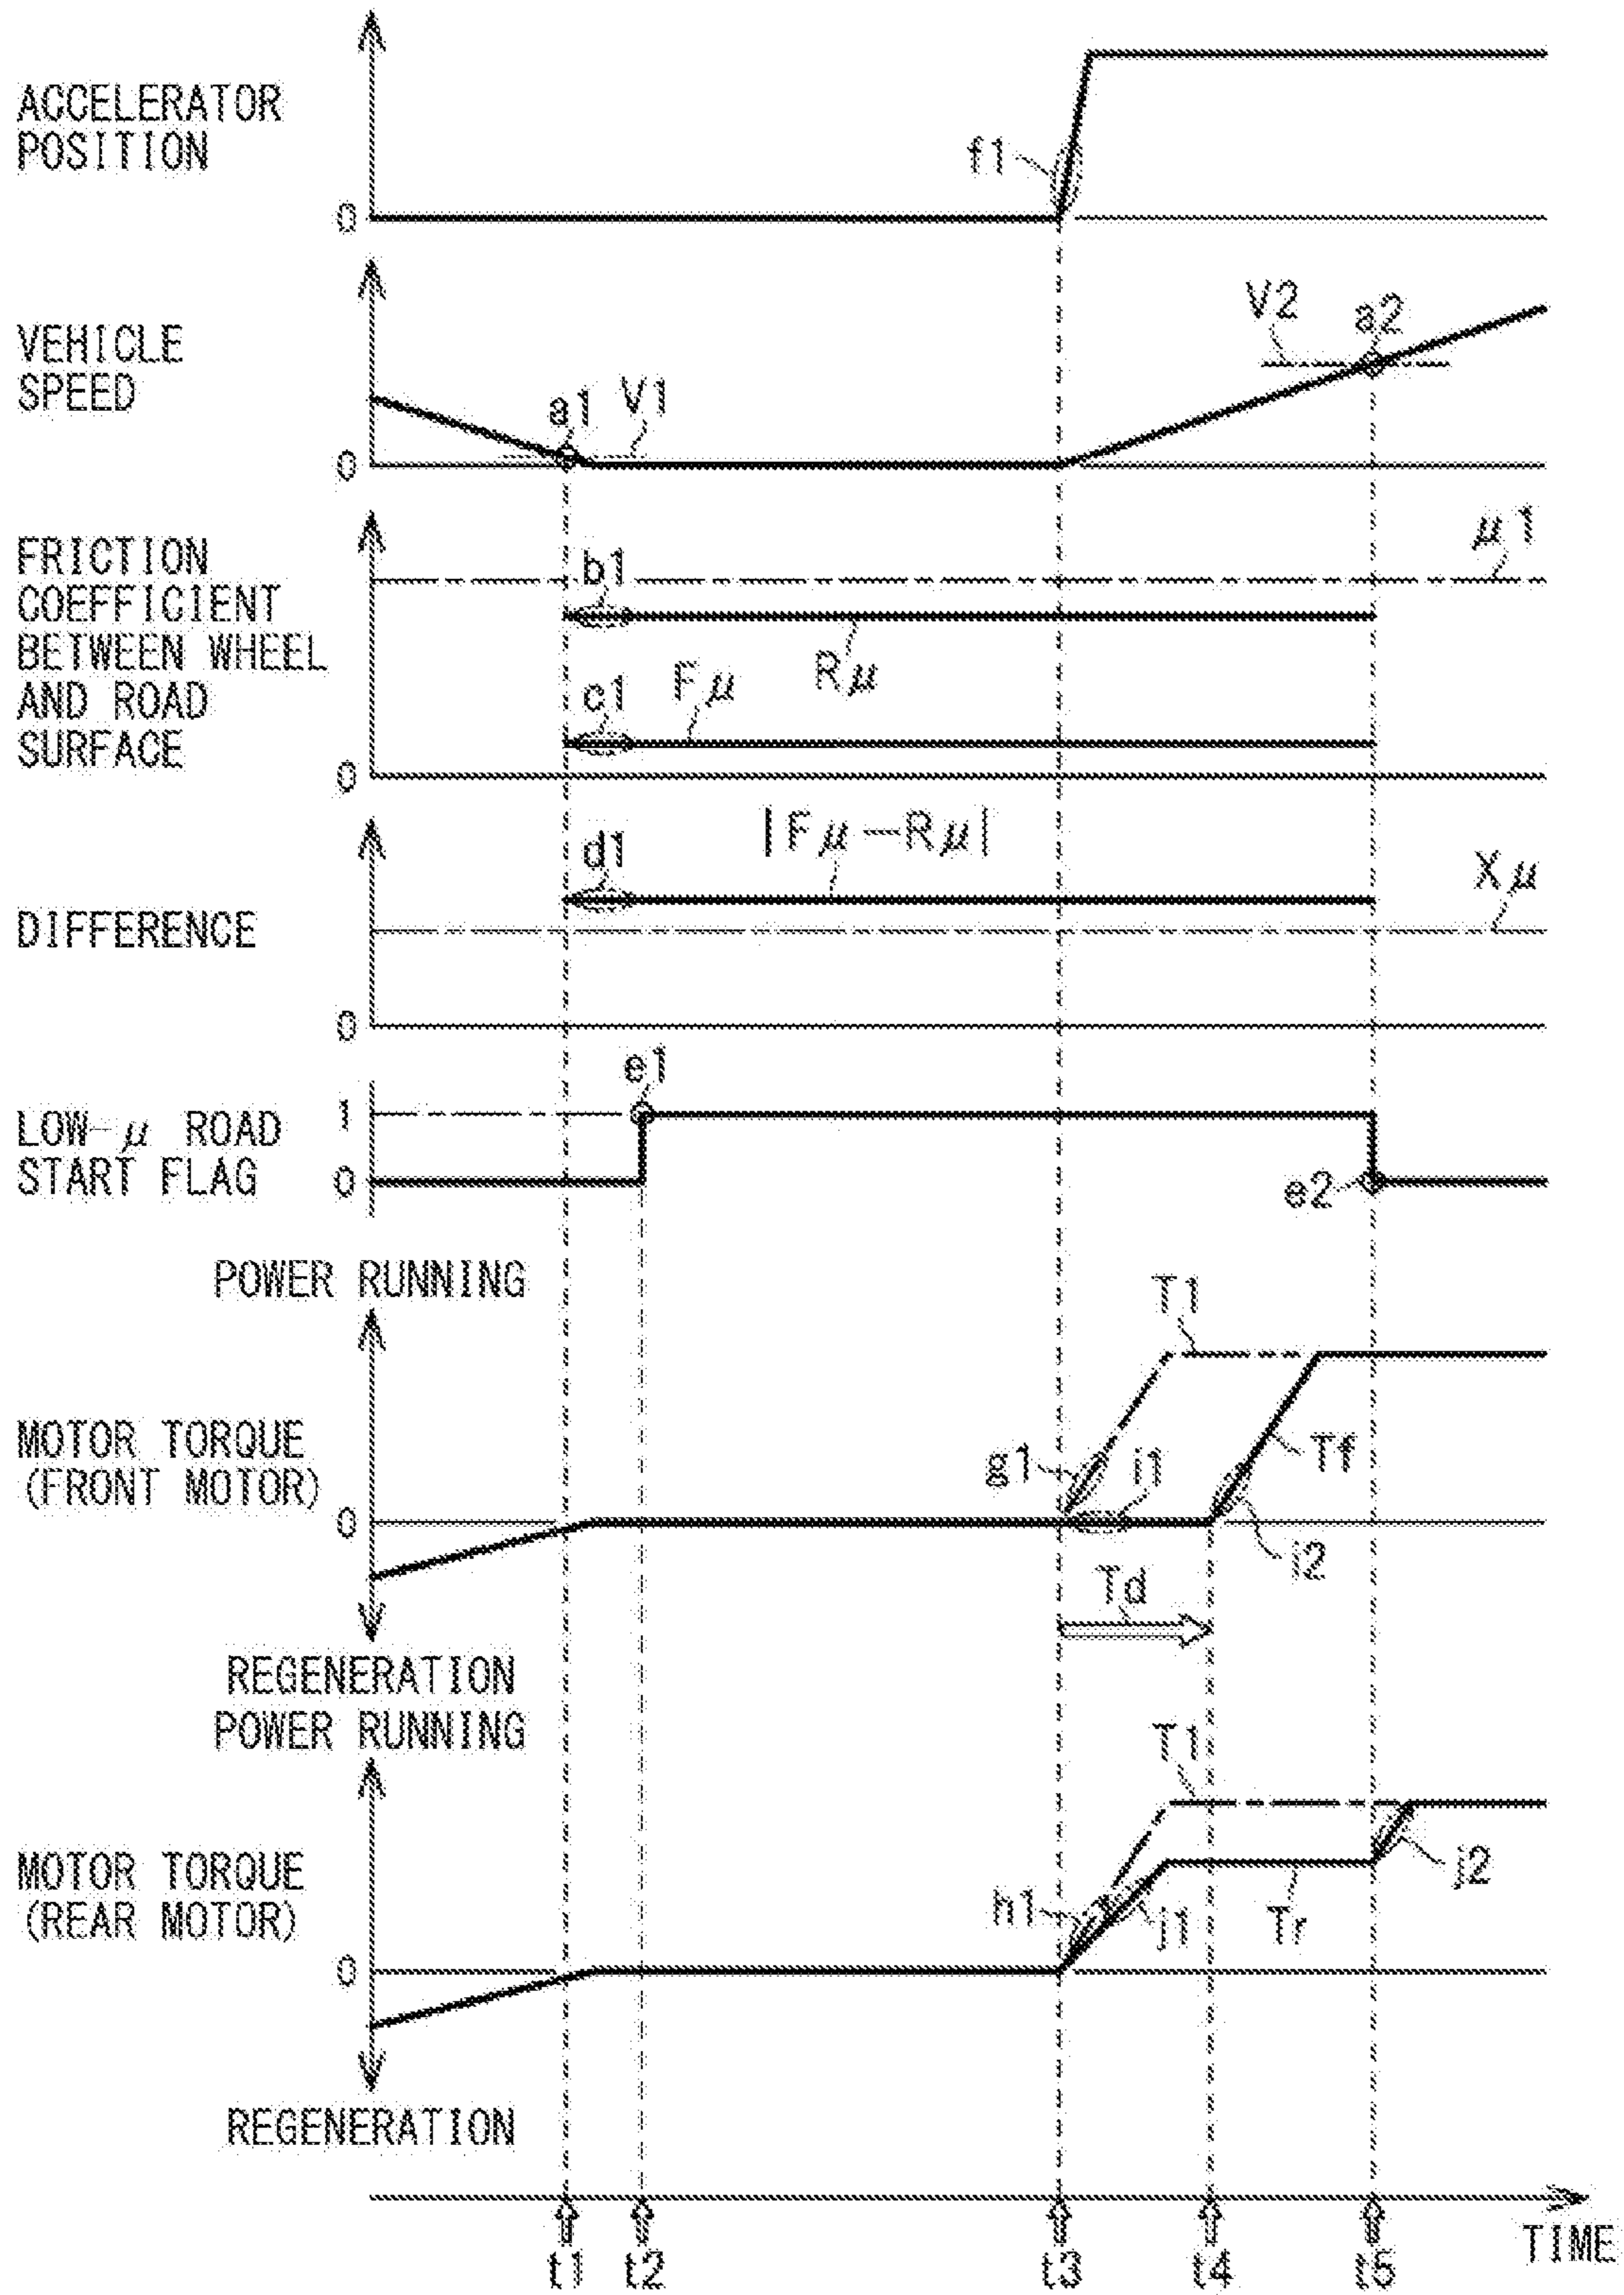 ACCELERATOR
POSITION
f1
0
VEHICLE
SPEED
V2
a2
a1
V1
0
FRICTION
COEFFICIENT
BETWEEN WHEEL
AND ROAD
SURFACE
μ1
b1
Rμ
Fμ
c1
0
DIFFERENCE
|Fμ-Rμ|
d1
Xμ
0
LOW-μ ROAD
START FLAG
e1
1
0
e2
POWER RUNNING
T1
MOTOR TORQUE
(FRONT MOTOR)
g1
i1
Tf
0
i2
Td
REGENERATION
POWER RUNNING
T1
MOTOR TORQUE
(REAR MOTOR)
h1
j1
Tr
j2
0
REGENERATION
t1
t2
t3
t4
t5
TIME